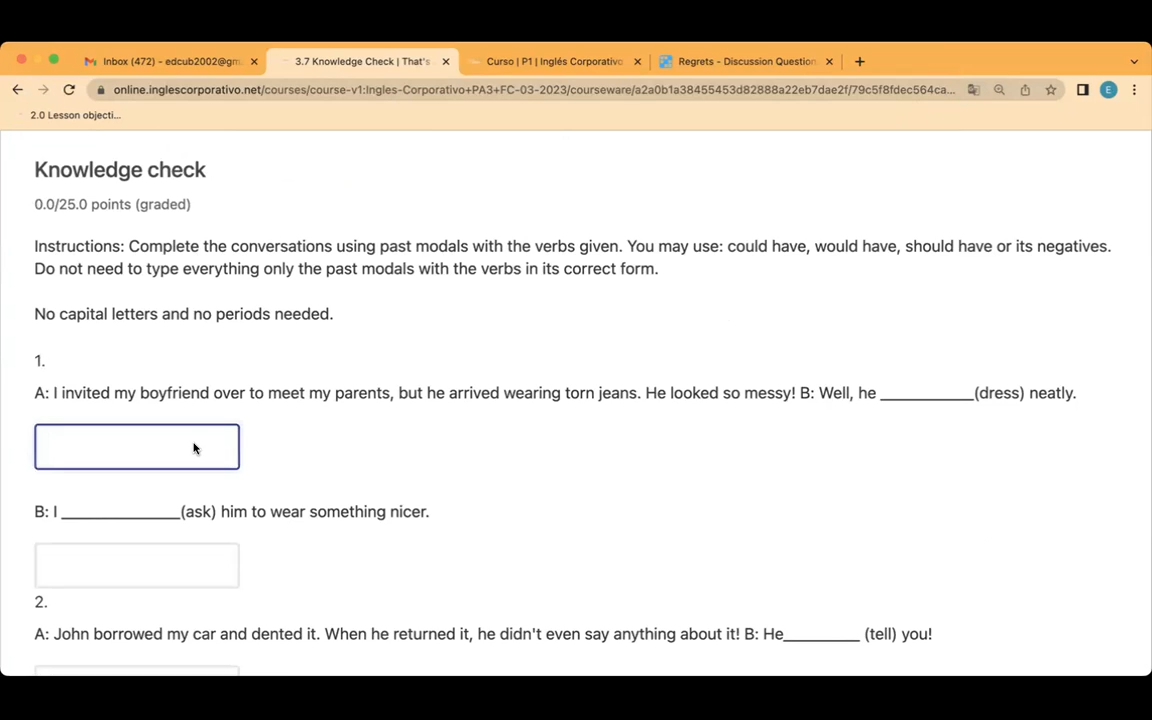 Inbox (472) - edcub2002@gm
3.7 Knowledge Check | That's
Curso | P1 | Inglés Corporativo
Regrets - Discussion Question
online.inglescorporativo.net/courses/course-v1:Ingles-Corporativo+PA3+FC-03-2023/courseware/a2a0b1a38455453d82888a22eb7dae2f/79c5f8fdec564ca...
E
2.0 Lesson objecti...
Knowledge check
0.0/25.0 points (graded)
Instructions: Complete the conversations using past modals with the verbs given. You may use: could have, would have, should have or its negatives.
Do not need to type everything only the past modals with the verbs in its correct form.
No capital letters and no periods needed.
1.
A: I invited my boyfriend over to meet my parents, but he arrived wearing torn jeans. He looked so messy! B: Well, he ____________(dress) neatly.
B: I _______________(ask) him to wear something nicer.
2.
A: John borrowed my car and dented it. When he returned it, he didn't even say anything about it! B: He__________ (tell) you!